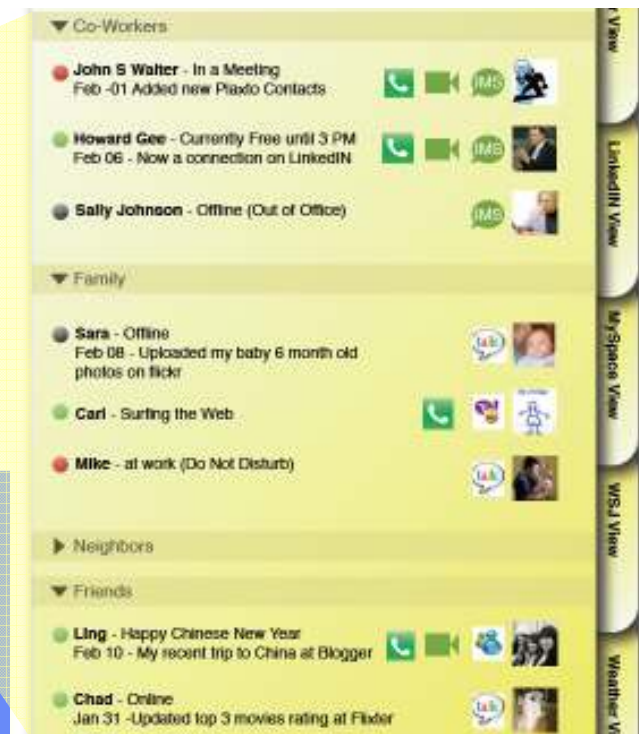 Co-Workers
John S Walter - In a Meeting
Feb -01 Added new Plaxto Contacts
IMS
Howard Gee - Currently Free until 3 PM
Feb 06 - Now a connection on LinkedIN
IMS
Sally Johnson - Offline (Out of Office)
IMS
Family
Sara - Offline
Feb 08 - Uploaded my baby 6 month old
photos on flickr
talk
Carl - Surfing the Web
Mike - at work (Do Not Disturb)
talk
Neighbors
Friends
Ling - Happy Chinese New Year
Feb 10 - My recent trip to China at Blogger
Chad - Online
Jan 31 -Updated top 3 movies rating at Flixter
talk
View
LinkedIN View
My-Space View
WSJ View
Weather